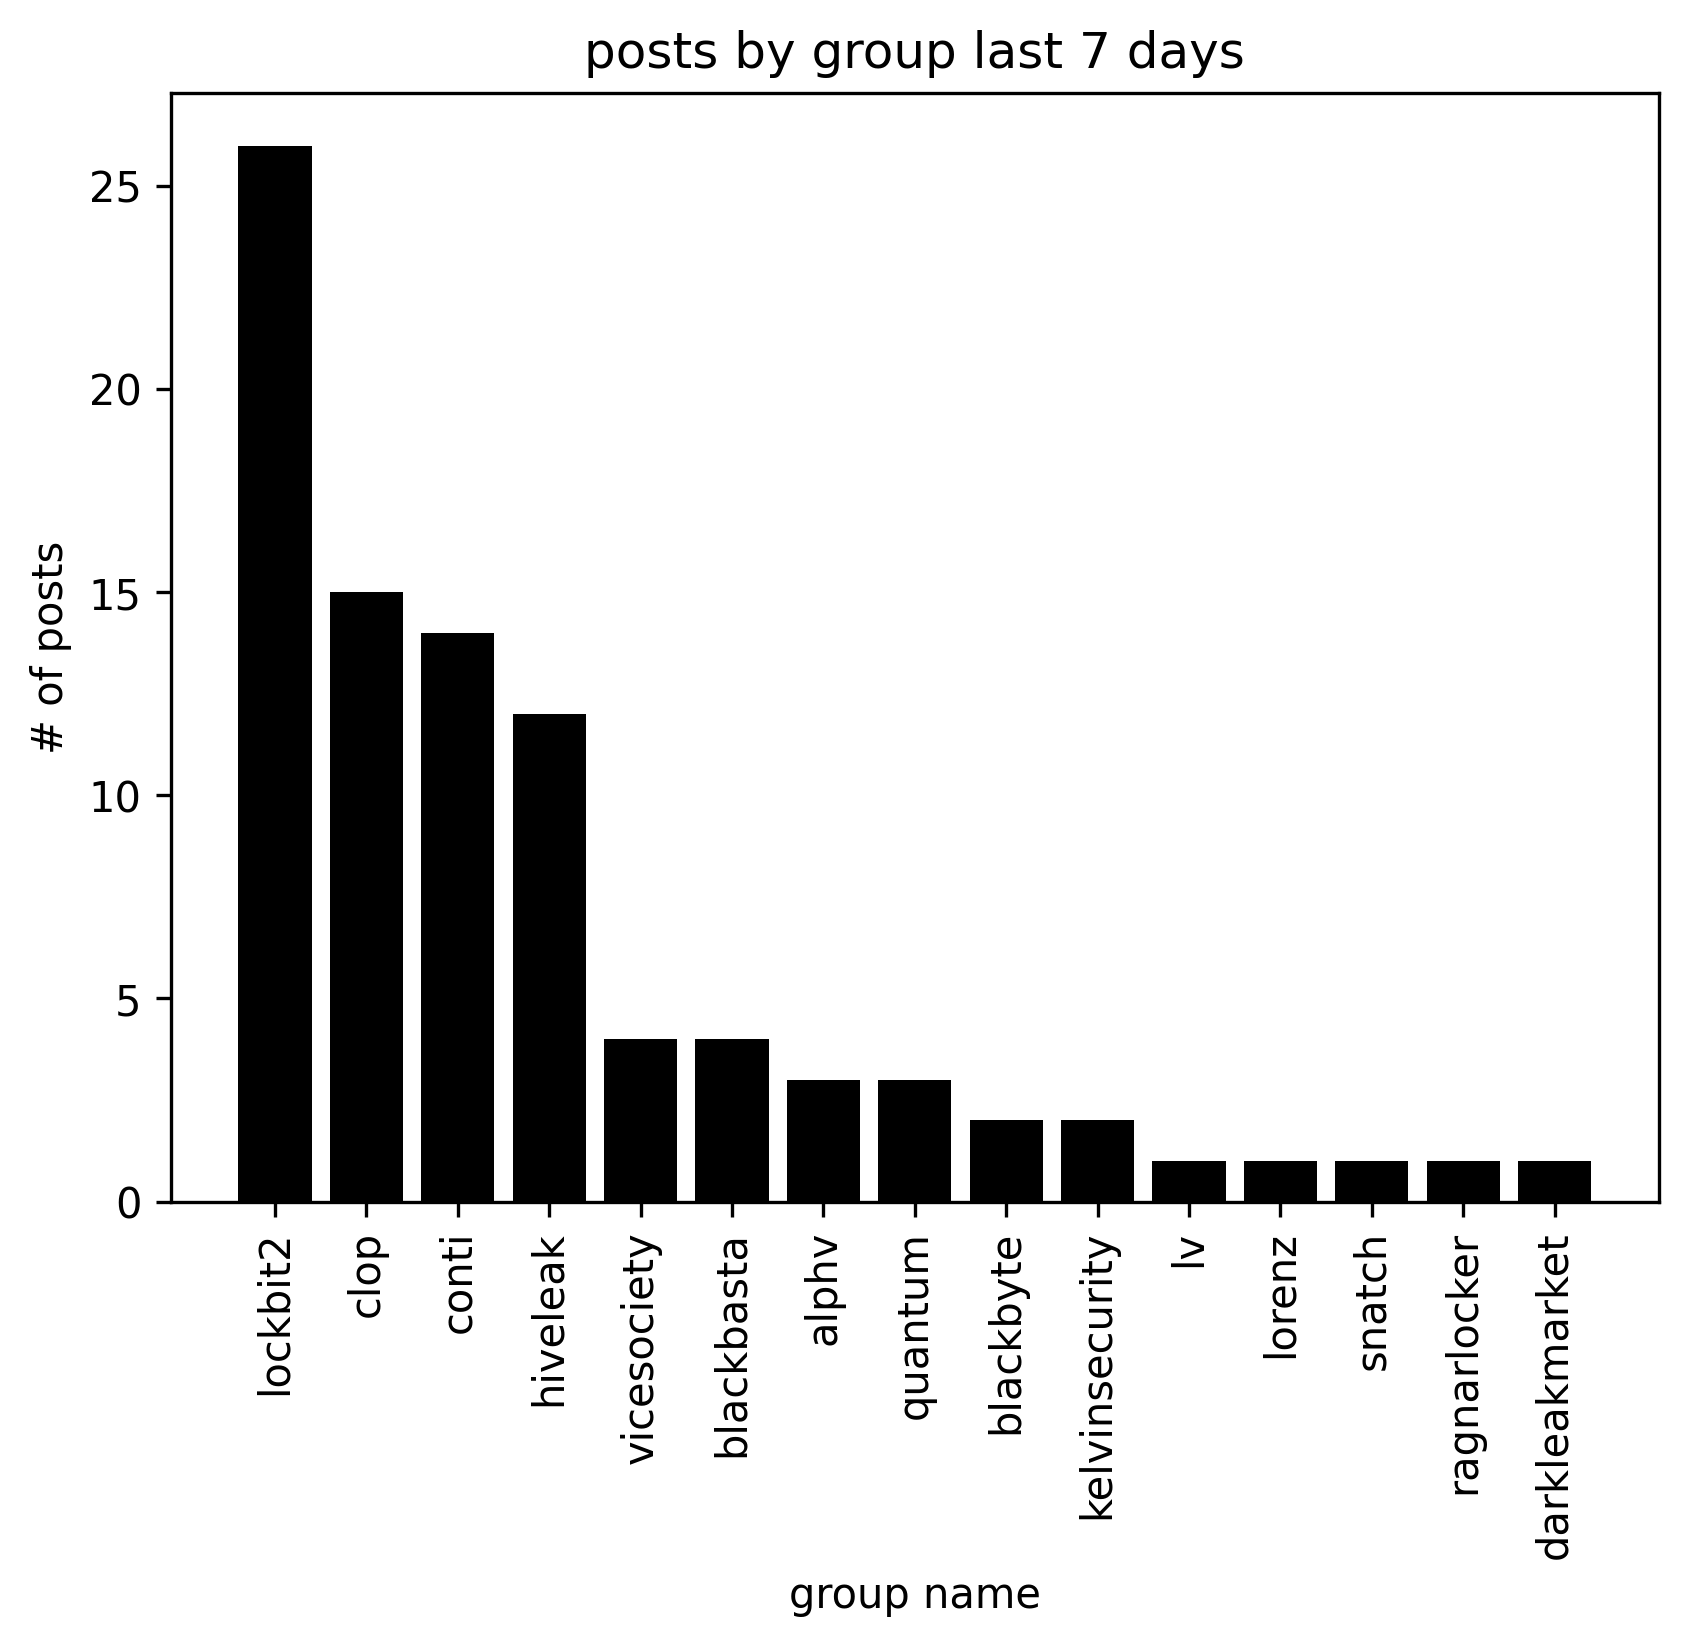 posts by group last 7 days
# of posts
25
20
15
10
5
0
lockbit2
clop
conti
hiveleak
vicesociety
blackbasta
alphv
quantum
blackbyte
kelvinsecurity
lv
lorenz
snatch
ragnarlocker
darkleakmarket
group name